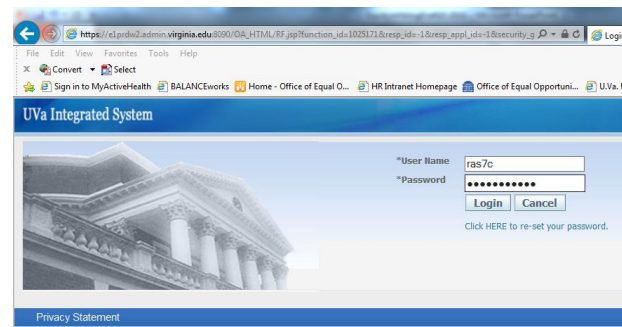 https://e1prdw2.admin.virginia.edu:8090/OA_HTML/RF.jsp?function_id=1025171&resp_id=-1&resp_appl_id=-1&security_g
Logi
File Edit View Favorites Tools Help
x Convert Select
Sign in to MyActiveHealth BALANCEworks Home - Office of Equal O... HR Intranet Homepage Office of Equal Opportuni... U.Va.
UVa Integrated System
*User Name ras7c
*Password •••••••••••
Login Cancel
Click HERE to re-set your password.
Privacy Statement